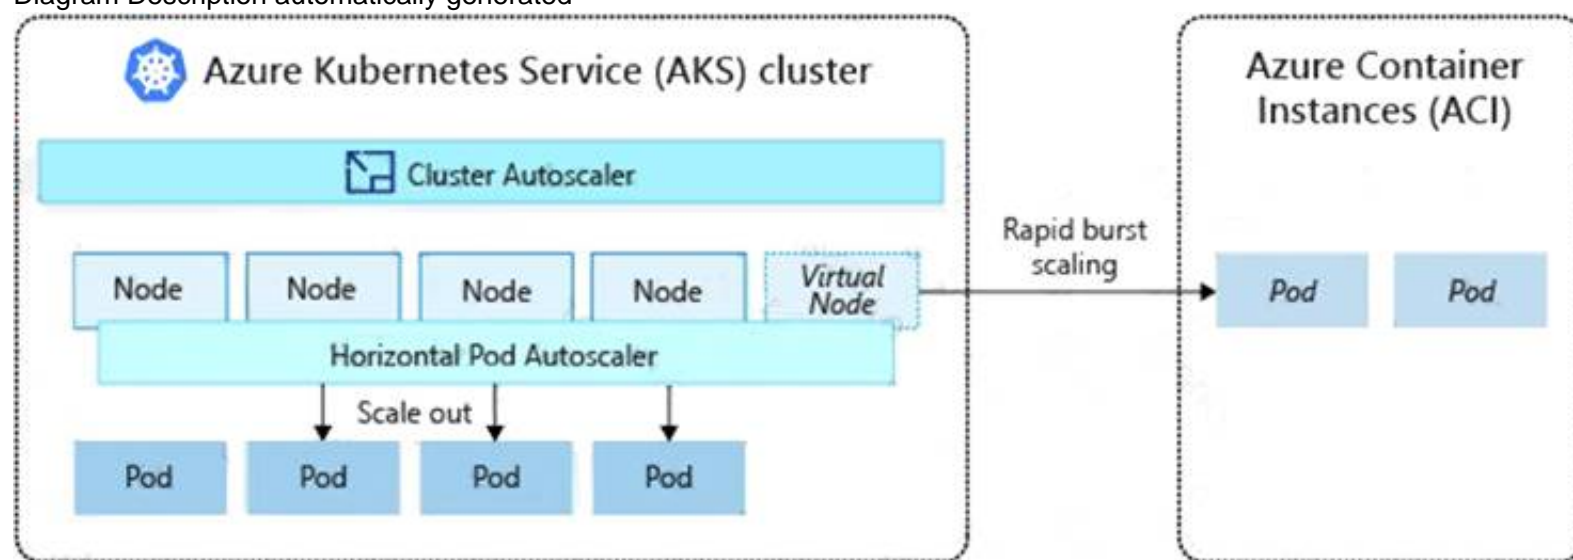 Diagram Description automatically generated
Azure Kubernetes Service (AKS) cluster
Cluster Autoscaler
Node
Node
Node
Node
Virtual
Node
Horizontal Pod Autoscaler
Scale out
Pod
Pod
Pod
Pod
Rapid burst
scaling
Azure Container
Instances (ACI)
Pod
Pod